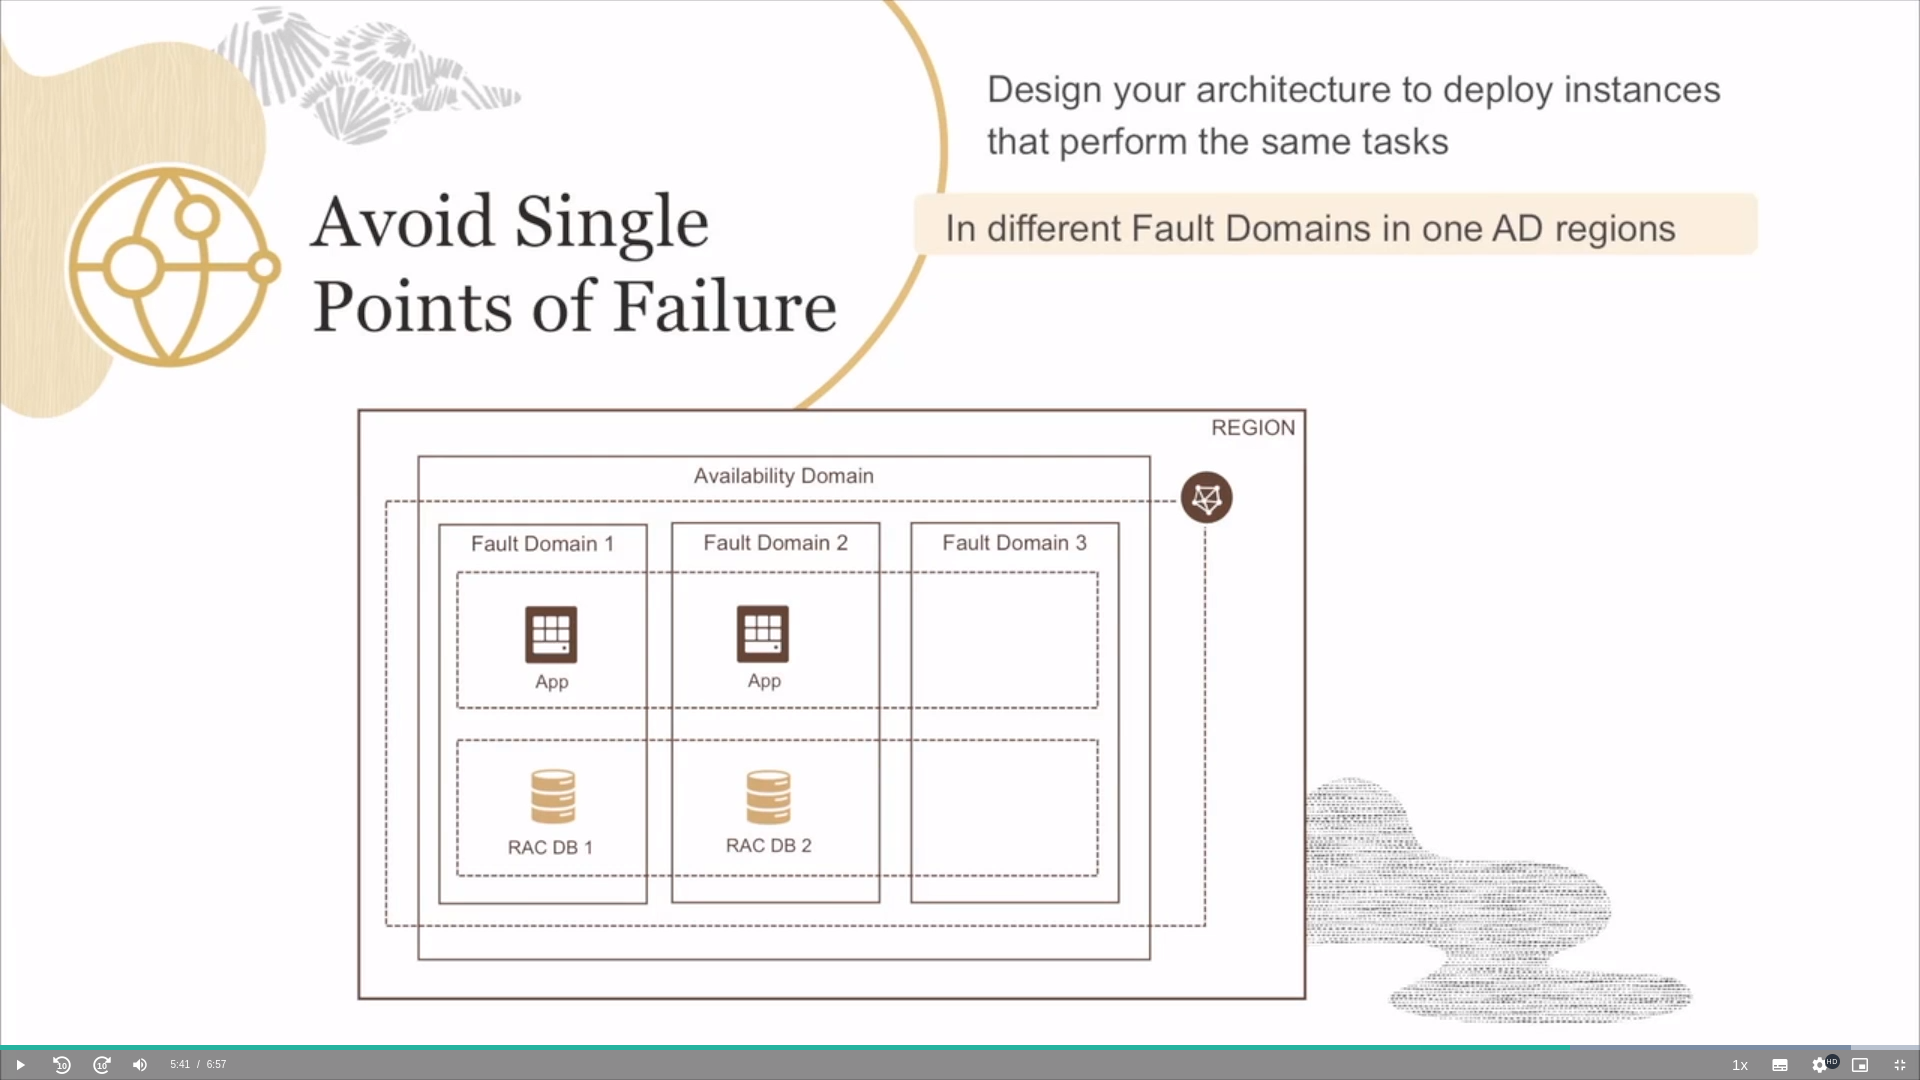 Design your architecture to deploy instances
that perform the same tasks
Avoid Single
Points of Failure
In different Fault Domains in one AD regions
REGION
Availability Domain
Fault Domain 1
Fault Domain 2
Fault Domain 3
App
App
RAC DB 1
RAC DB 2
10
10
5:41 / 6:57
1x
HD